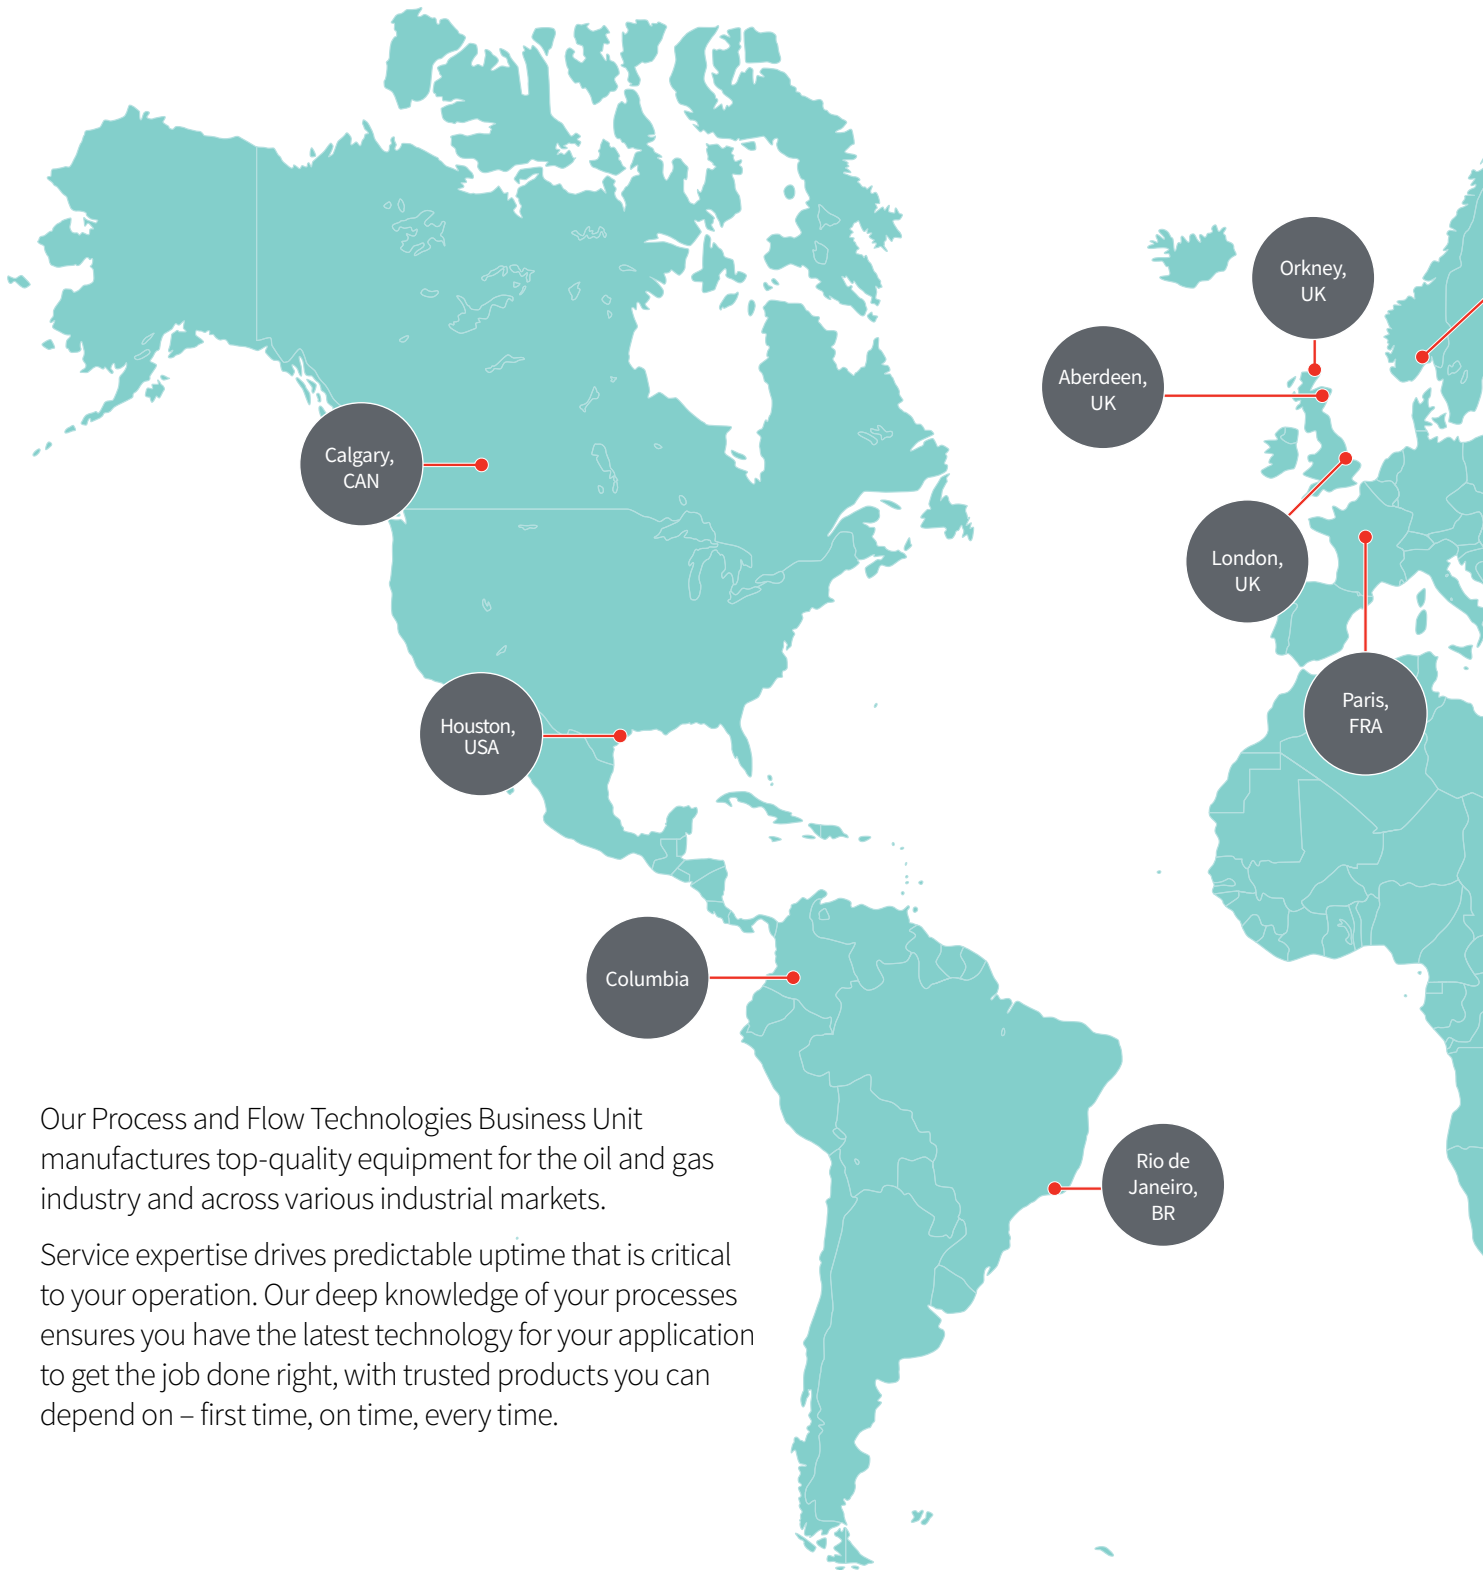 Orkney,
UK
Aberdeen,
UK
Calgary,
CAN
London,
UK
Paris,
FRA
Houston,
USA
Columbia
Rio de
Janeiro,
BR
Our Process and Flow Technologies Business Unit
manufactures top-quality equipment for the oil and gas
industry and across various industrial markets.
Service expertise drives predictable uptime that is critical
to your operation. Our deep knowledge of your processes
ensures you have the latest technology for your application
to get the job done right, with trusted products you can
depend on – first time, on time, every time.